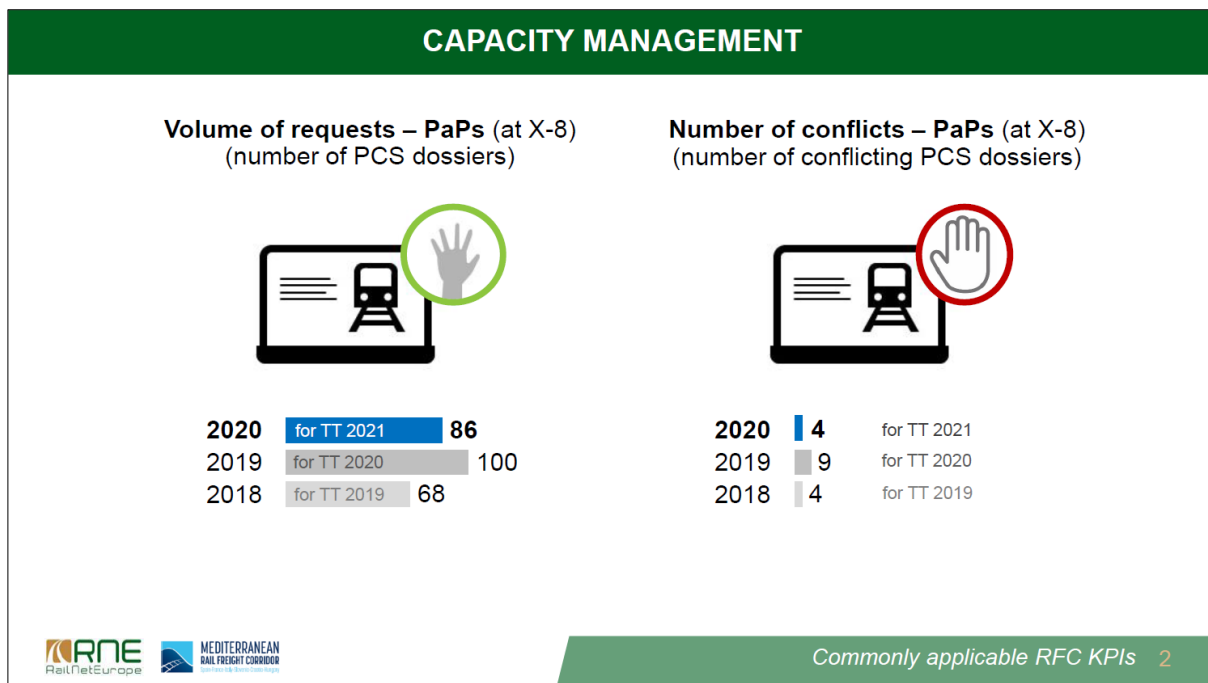 CAPACITY MANAGEMENT
Volume of requests – PaPs (at X-8)
(number of PCS dossiers)
Number of conflicts – PaPs (at X-8)
(number of conflicting PCS dossiers)
2020 for TT 2021 86
2019 for TT 2020 100
2018 for TT 2019 68
2020 4 for TT 2021
2019 9 for TT 2020
2018 4 for TT 2019
RNE
RailNetEurope
MEDITERRANEAN
RAIL FREIGHT CORRIDOR
Commonly applicable RFC KPIs 2